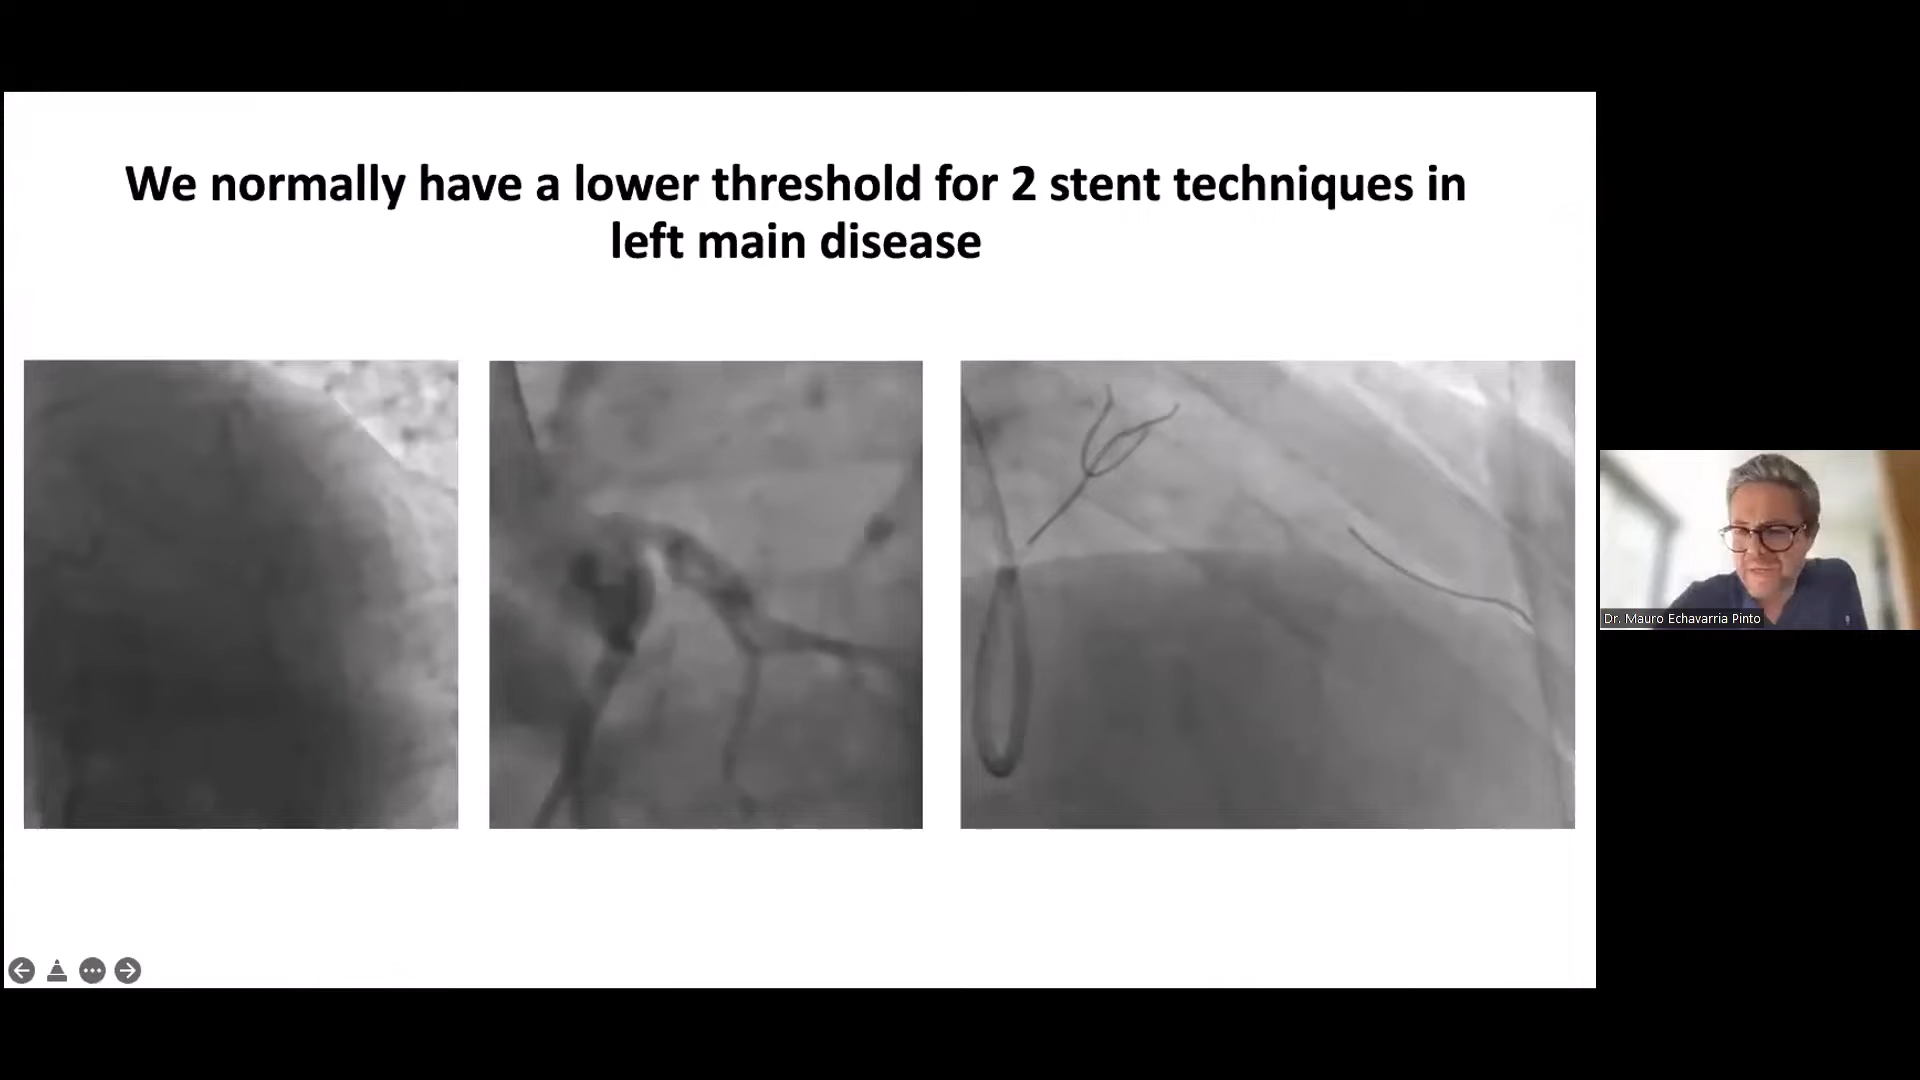 We normally have a lower threshold for 2 stent techniques in
left main disease
Dr. Mauro Echavarria Pinto